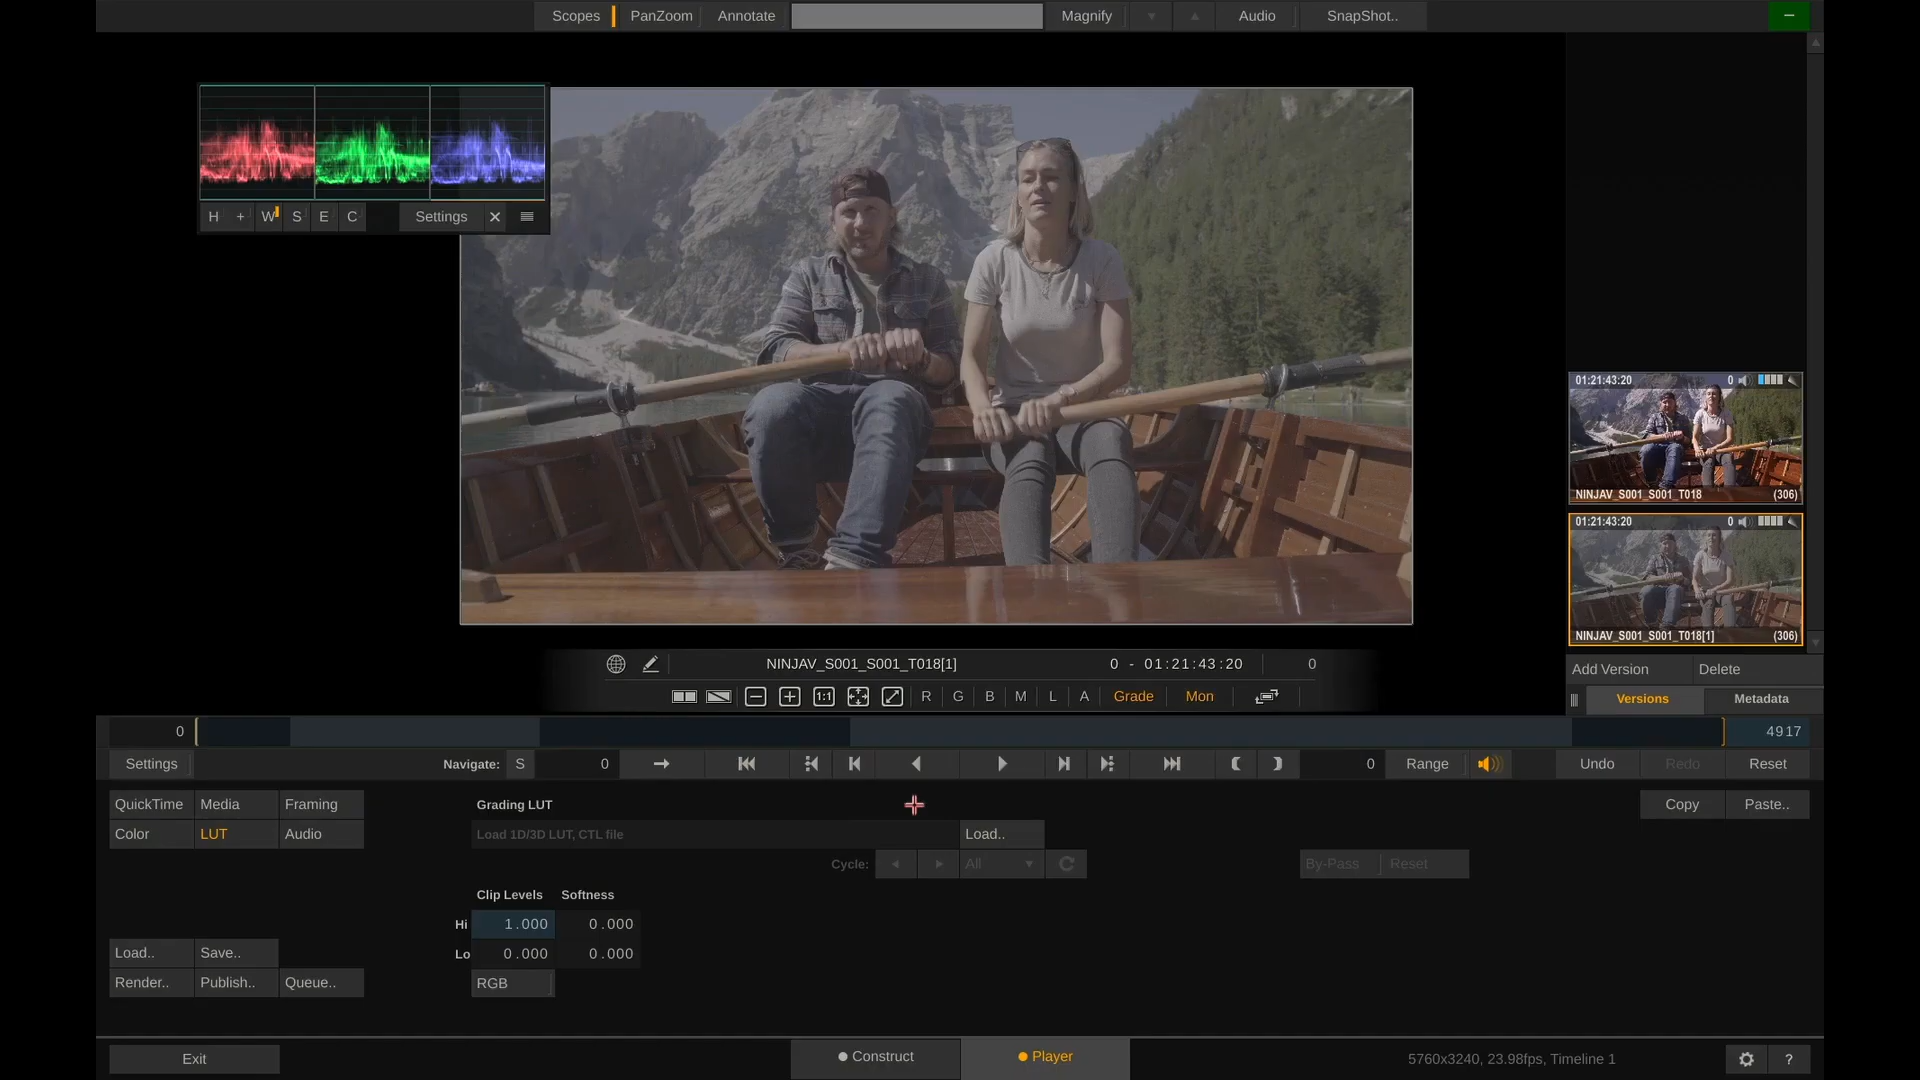 Scopes PanZoom Annotate Magnify Audio SnapShot..
H + W S E C Settings
01:21:43:20 0
NINJAV_S001_S001_T018 (306)
01:21:43:20 0
NINJAV_S001_S001_T018[1] (306)
Add Version Delete
Versions Metadata
NINJAV_S001_S001_T018[1] 0 - 01:21:43:20 0
1:1 R G B M L A Grade Mon
0 4917
Settings Navigate: S 0 0 Range Undo Redo Reset
QuickTime Media Framing Grading LUT Copy Paste..
Color LUT Audio Load 1D/3D LUT, CTL file Load..
Cycle: All By-Pass Reset
Clip Levels Softness
Hi 1.000 0.000
Load.. Save.. Lo 0.000 0.000
Render.. Publish.. Queue.. RGB
Exit Construct Player 5760x3240, 23.98fps, Timeline 1 ?